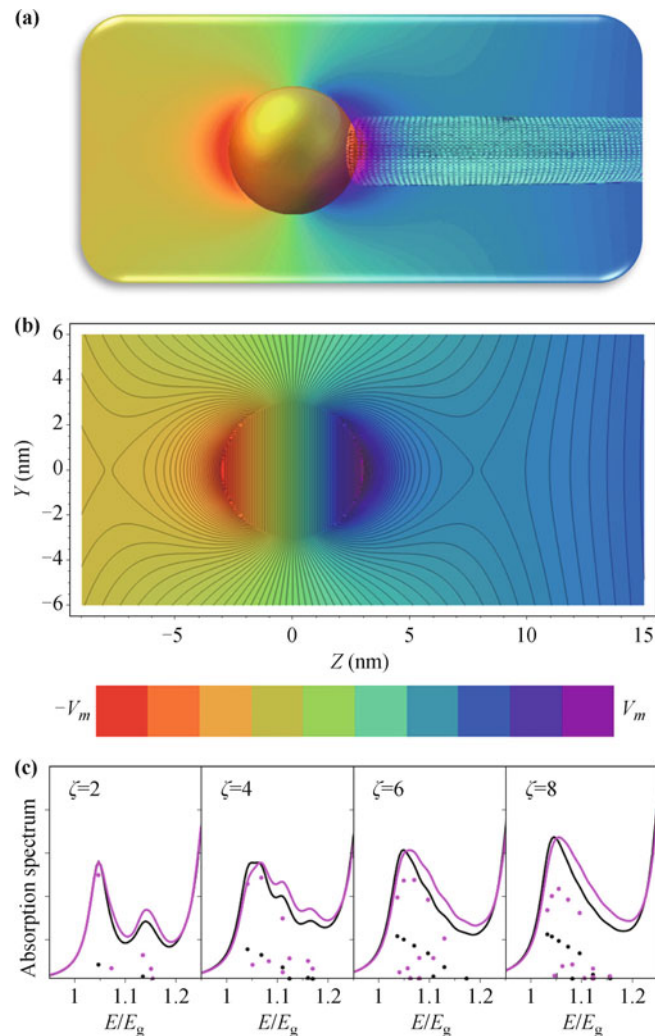 (a)
(b)
6
4
2
0
−2
−4
−6
Y (nm)
−5 0 5 10 15
Z (nm)
−Vm Vm
(c)
ζ=2 ζ=4 ζ=6 ζ=8
Absorption spectrum
1 1.1 1.2 1 1.1 1.2 1 1.1 1.2 1 1.1 1.2
E/Eg E/Eg E/Eg E/Eg